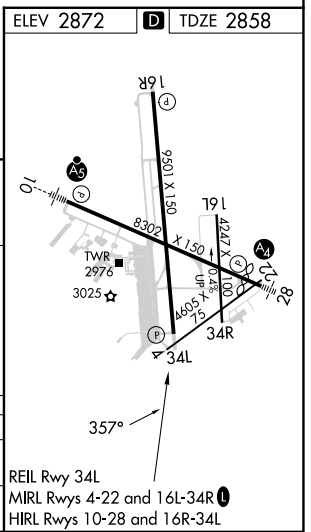 ELEV 2872
D
TDZE 2858
16R
P
A5
P
10
9501 X 150
8302 X 150
16L
4247 X 100
A4
P
22
28
TWR
2976
3025
0.4%
UP
4605 X 75
P
4
34L
34R
357°
REIL Rwy 34L
MIRL Rwys 4-22 and 16L-34R L
HIRL Rwys 10-28 and 16R-34L